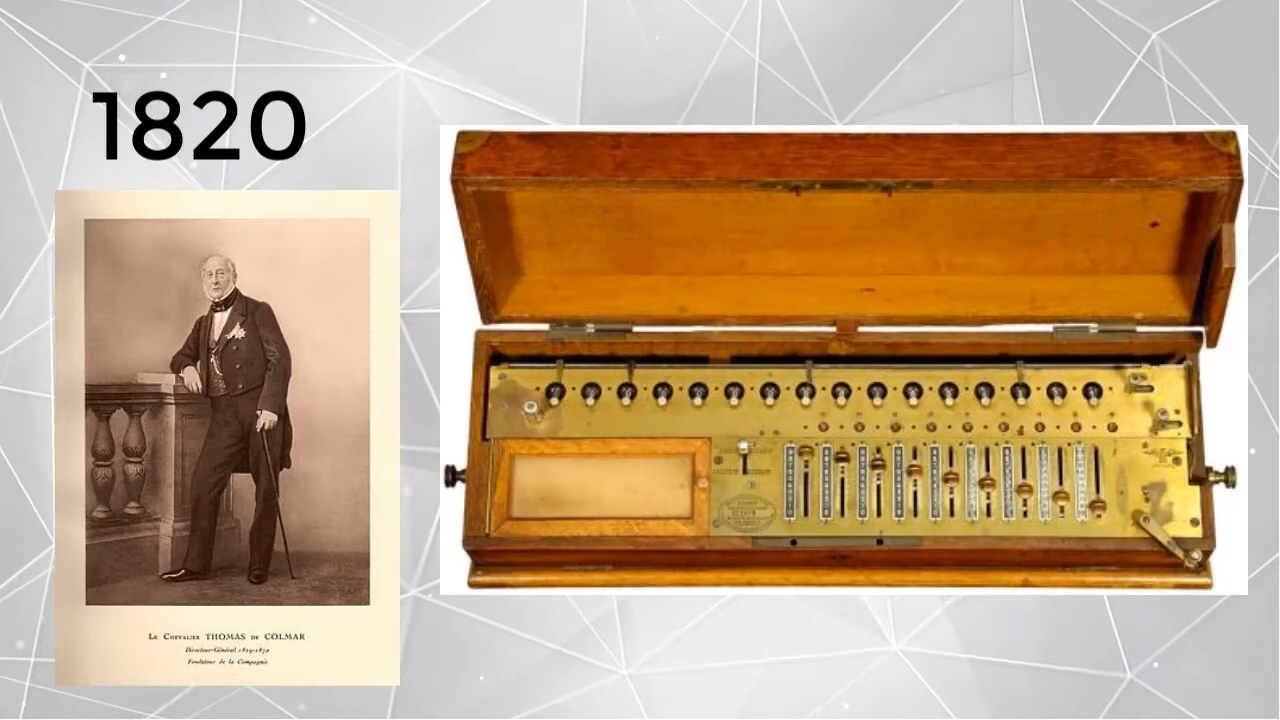 1820
Le Chevalier THOMAS de COLMAR
Directeur-Général 1819-1870
Fondateur de la Compagnie